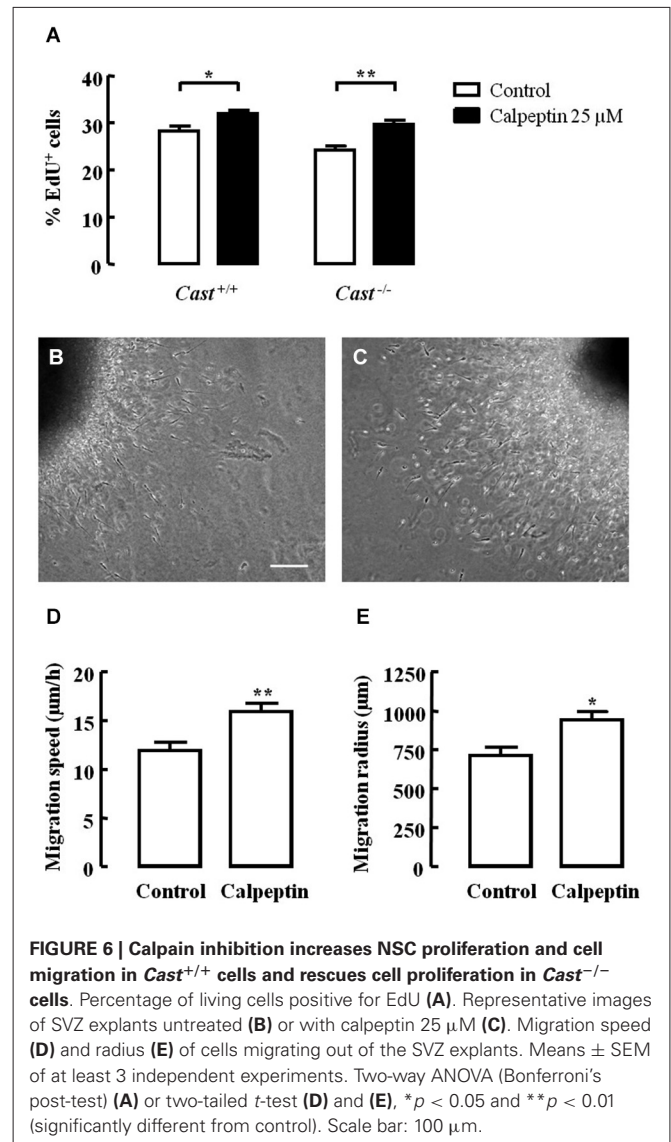 A
% EdU+ cells
40
30
20
10
0
*
**
Control
Calpeptin 25 µM
Cast+/+
Cast−/−
B
C
D
E
Migration speed (µm/h)
20
15
10
5
0
**
Control
Calpeptin
Migration radius (µm)
1250
1000
750
500
250
0
*
Control
Calpeptin
FIGURE 6 | Calpain inhibition increases NSC proliferation and cell
migration in Cast+/+ cells and rescues cell proliferation in Cast−/−
cells. Percentage of living cells positive for EdU (A). Representative images
of SVZ explants untreated (B) or with calpeptin 25 µM (C). Migration speed
(D) and radius (E) of cells migrating out of the SVZ explants. Means ± SEM
of at least 3 independent experiments. Two-way ANOVA (Bonferroni's
post-test) (A) or two-tailed t-test (D) and (E), *p < 0.05 and **p < 0.01
(significantly different from control). Scale bar: 100 µm.